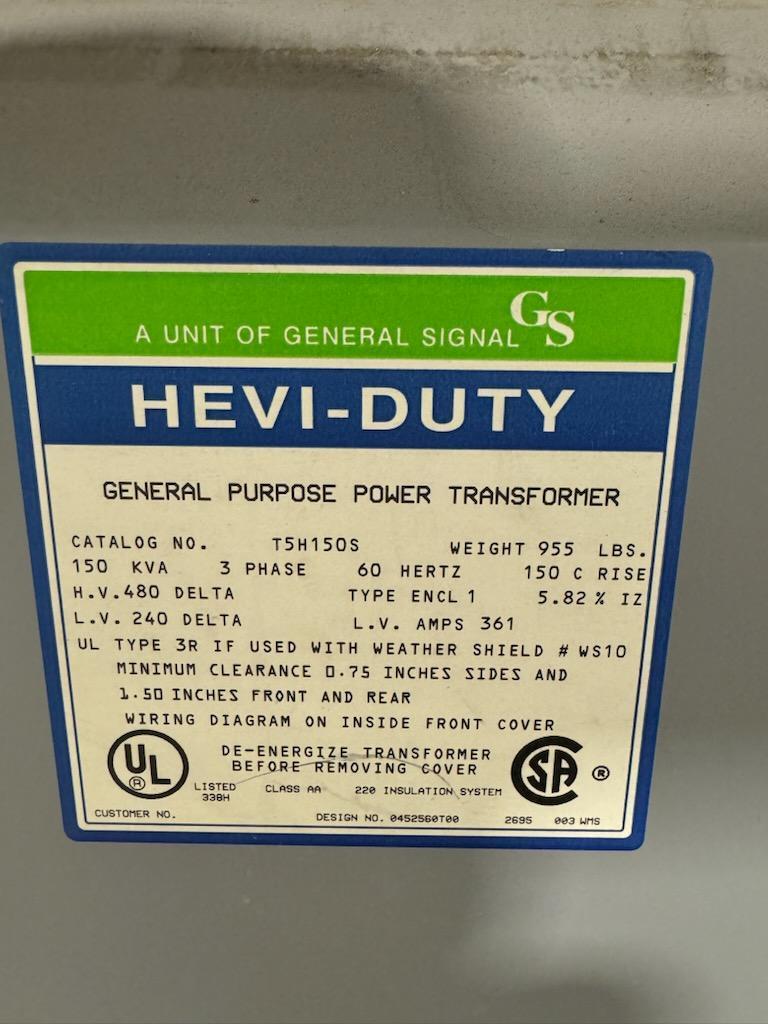 GS
A UNIT OF GENERAL SIGNAL
HEVI-DUTY
GENERAL PURPOSE POWER TRANSFORMER
CATALOG NO. T5H150S WEIGHT 955 LBS.
150 KVA 3 PHASE 60 HERTZ 150 C RISE
H.V.480 DELTA TYPE ENCL 1 5.82 % IZ
L.V. 240 DELTA L.V. AMPS 361
UL TYPE 3R IF USED WITH WEATHER SHIELD # WS10
MINIMUM CLEARANCE 0.75 INCHES SIDES AND
1.50 INCHES FRONT AND REAR
WIRING DIAGRAM ON INSIDE FRONT COVER
DE-ENERGIZE TRANSFORMER
BEFORE REMOVING COVER
UL ®
LISTED
338H
CLASS AA 220 INSULATION SYSTEM
SA ®
CUSTOMER NO. DESIGN NO. 0452560T00 2695 003 WMS